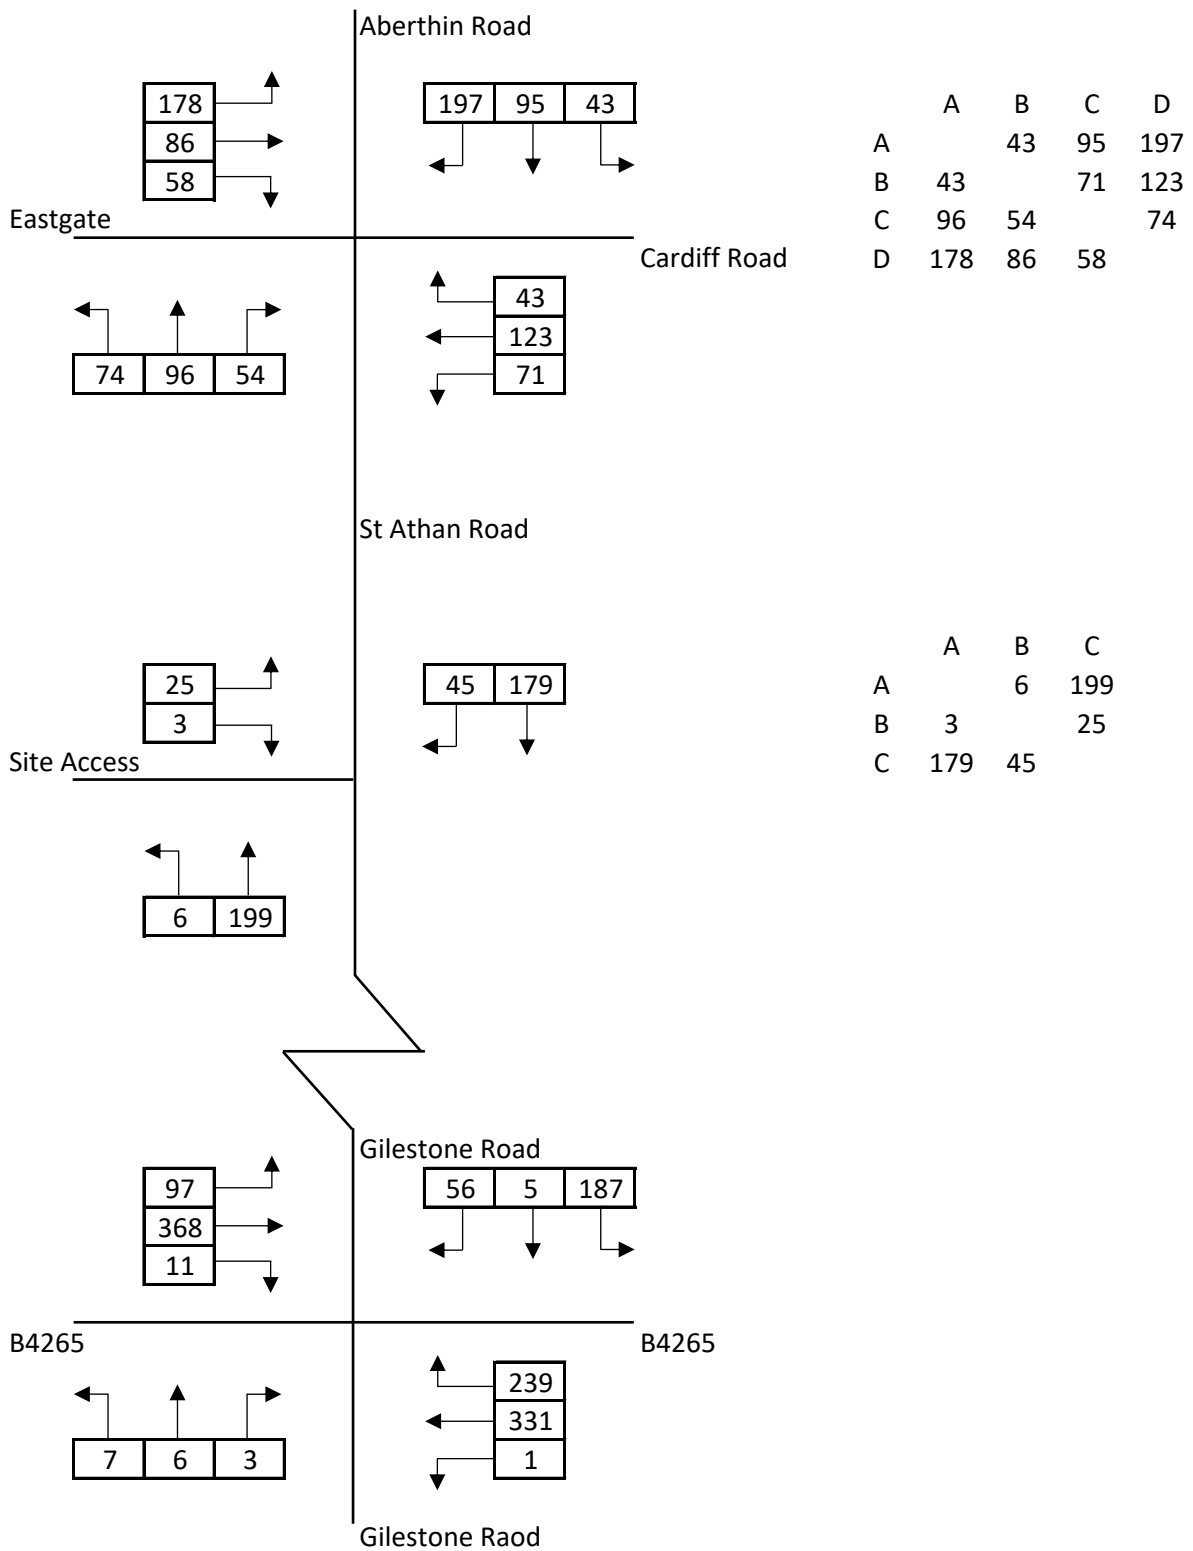 Aberthin Road
178
86
58
197 95 43
A B C D
A 43 95 197
B 43 71 123
C 96 54 74
D 178 86 58
Eastgate
Cardiff Road
74 96 54
43
123
71
St Athan Road
25
3
45 179
A B C
A 6 199
B 3 25
C 179 45
Site Access
6 199
Gilestone Road
97
368
11
56 5 187
B4265
B4265
7 6 3
239
331
1
Gilestone Raod